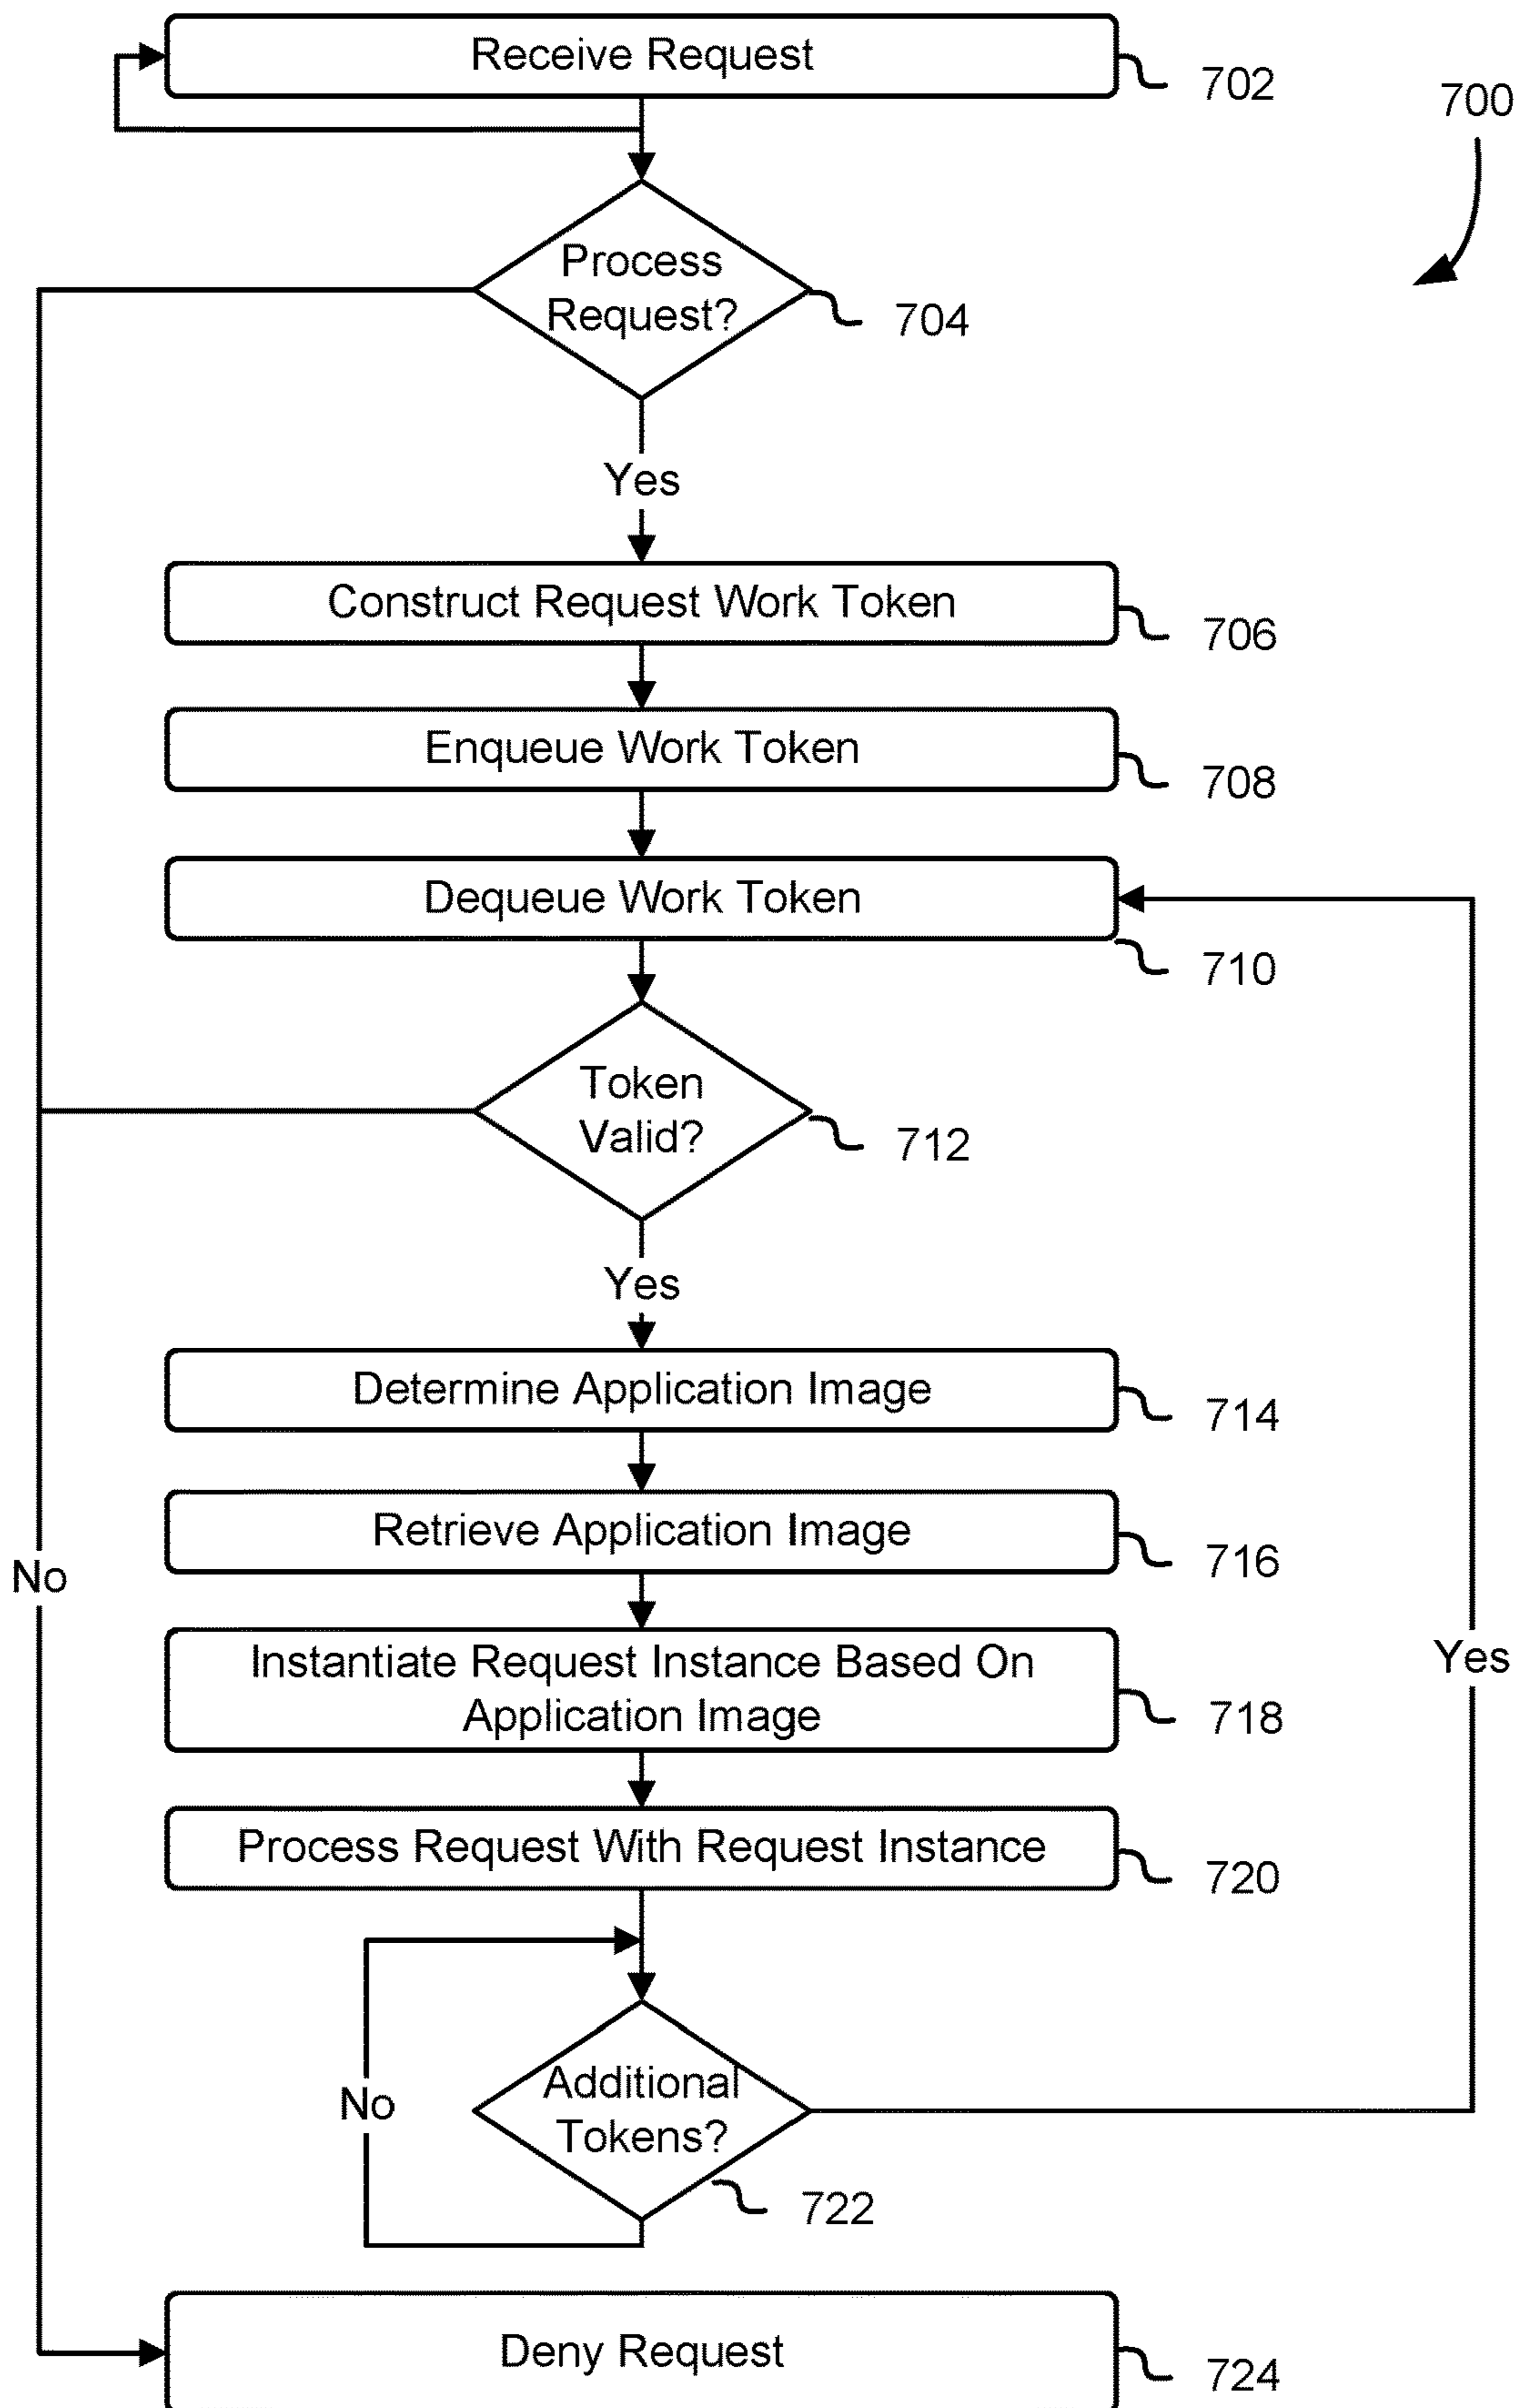 Receive Request
702
700
Process
Request?
704
Yes
Construct Request Work Token
706
Enqueue Work Token
708
Dequeue Work Token
710
Token
Valid?
712
Yes
Determine Application Image
714
Retrieve Application Image
716
No
Instantiate Request Instance Based On
Application Image
718
Yes
Process Request With Request Instance
720
Additional
Tokens?
No
722
Deny Request
724